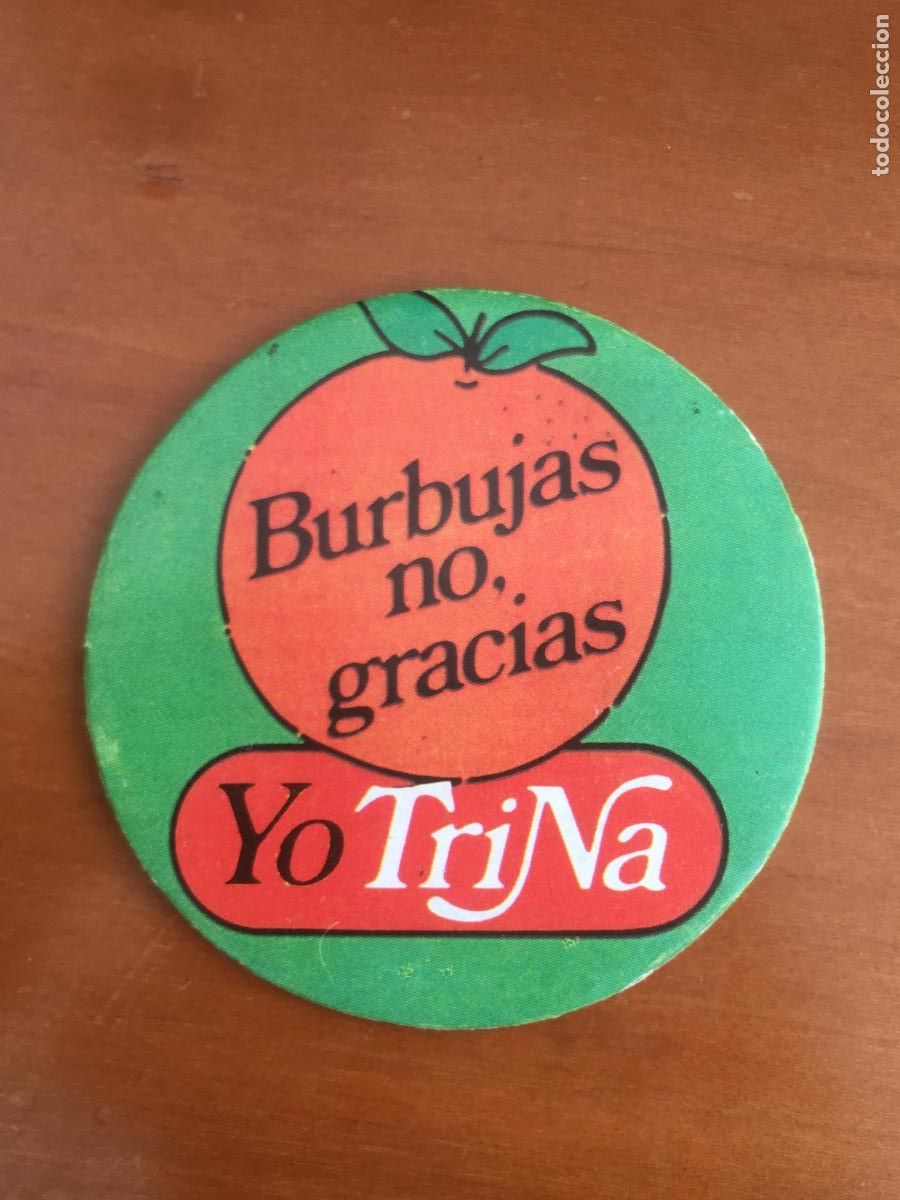 todocoleccion
Burbujas
no,
gracias
Yo TriNa